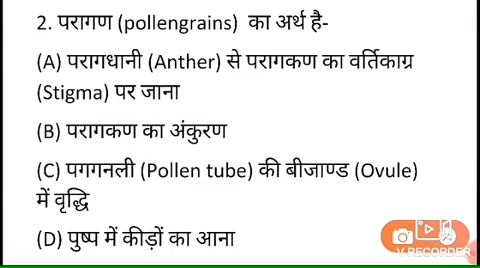 2. परागण (pollengrains) का अर्थ है-
(A) परागधानी (Anther) से परागकण का वर्तिकाग्र
(Stigma) पर जाना
(B) परागकण का अंकुरण
(C) पगगनली (Pollen tube) की बीजाण्ड (Ovule)
में वृद्धि
(D) पुष्प में कीड़ों का आना
V RECORDER